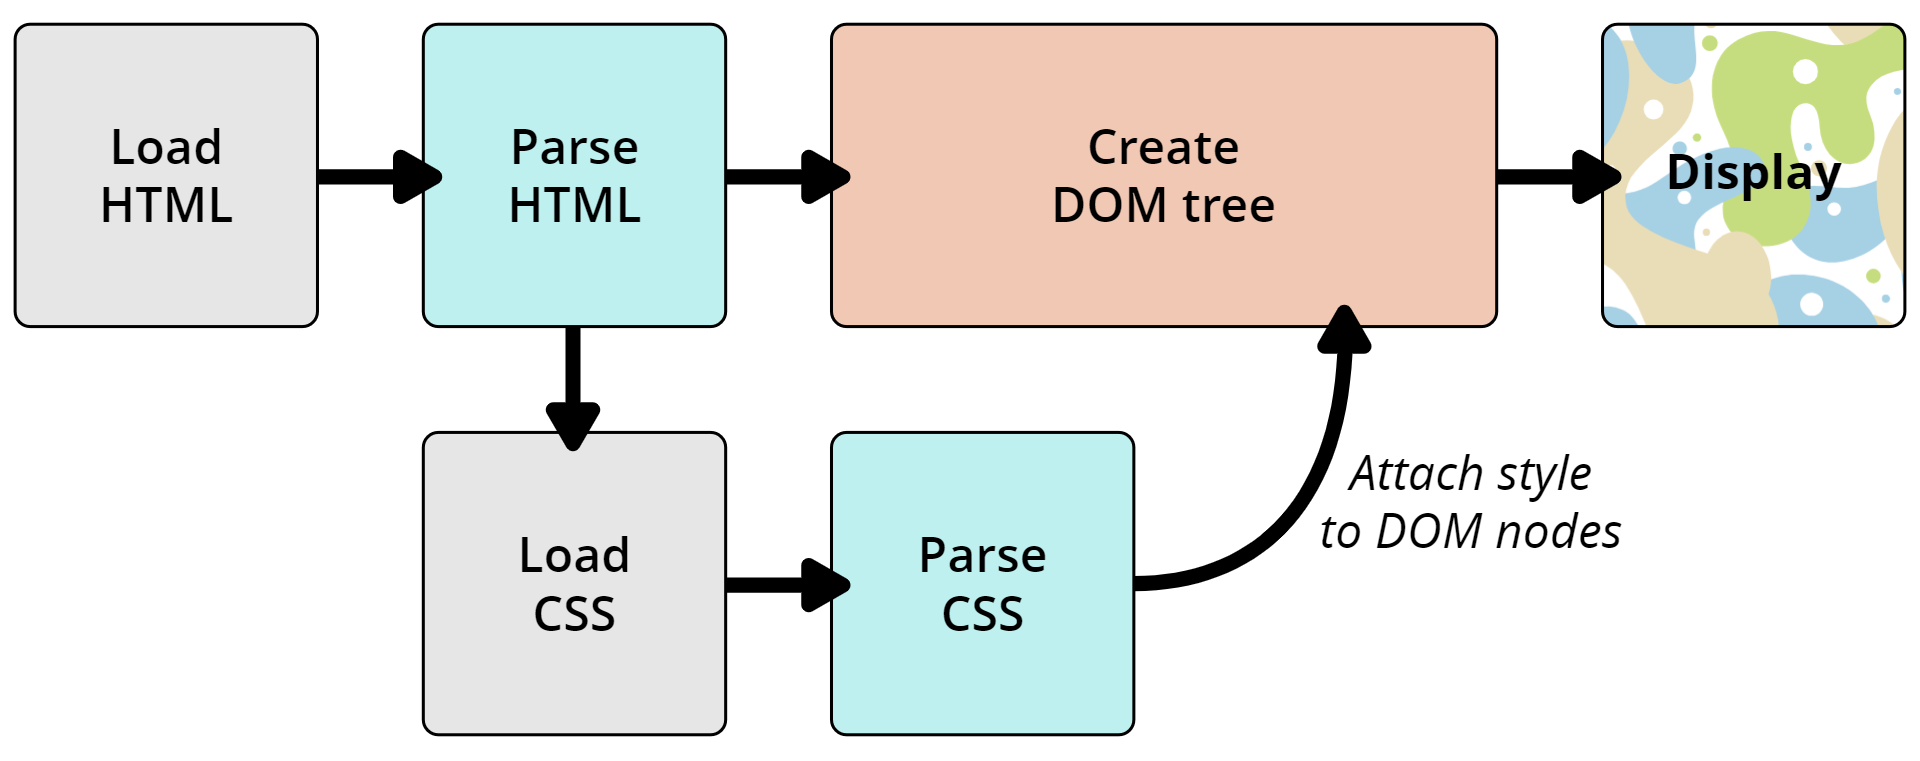 Load
HTML
Parse
HTML
Create
DOM tree
Display
Load
CSS
Parse
CSS
Attach style
to DOM nodes